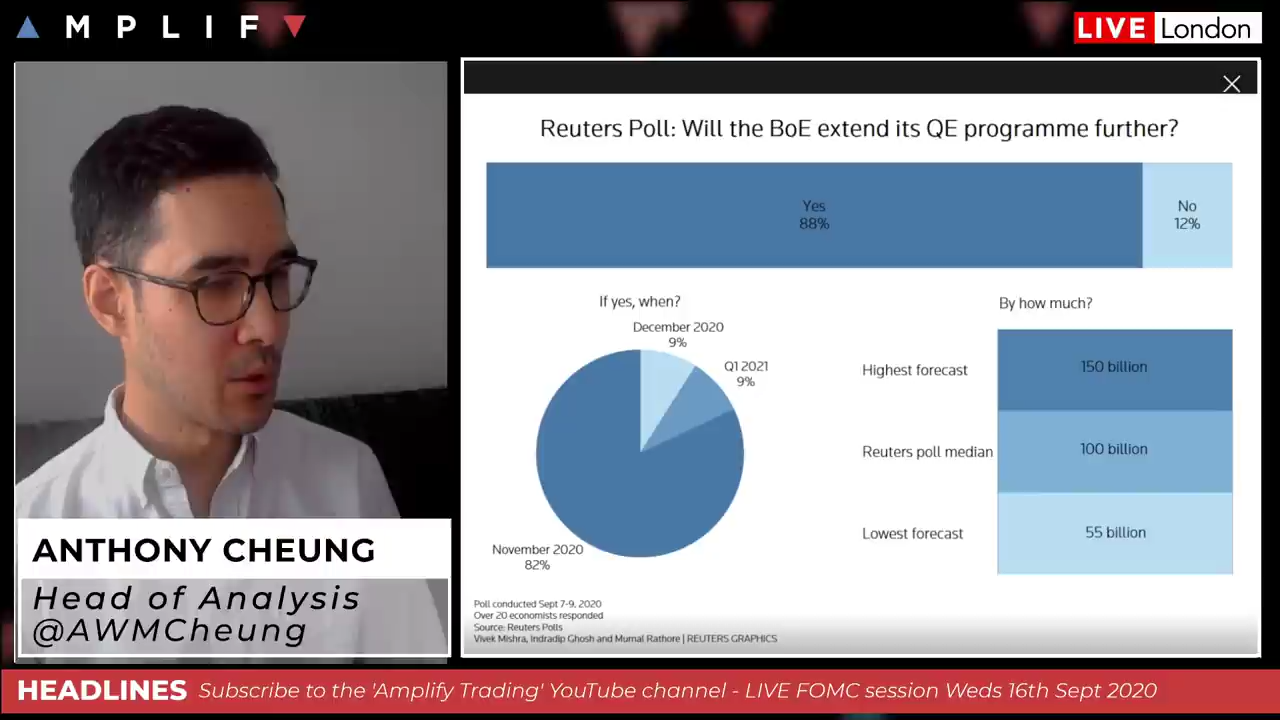 AMPLIFY
LIVE London
Reuters Poll: Will the BoE extend its QE programme further?
Yes
88%
No
12%
If yes, when?
December 2020
9%
Q1 2021
9%
November 2020
82%
By how much?
Highest forecast
150 billion
Reuters poll median
100 billion
Lowest forecast
55 billion
Poll conducted Sept 7-9, 2020
Over 20 economists responded
Source: Reuters Polls
Vivek Mishra, Indradip Ghosh and Mumal Rathore | REUTERS GRAPHICS
ANTHONY CHEUNG
Head of Analysis
@AWMCheung
HEADLINES Subscribe to the 'Amplify Trading' YouTube channel - LIVE FOMC session Weds 16th Sept 2020